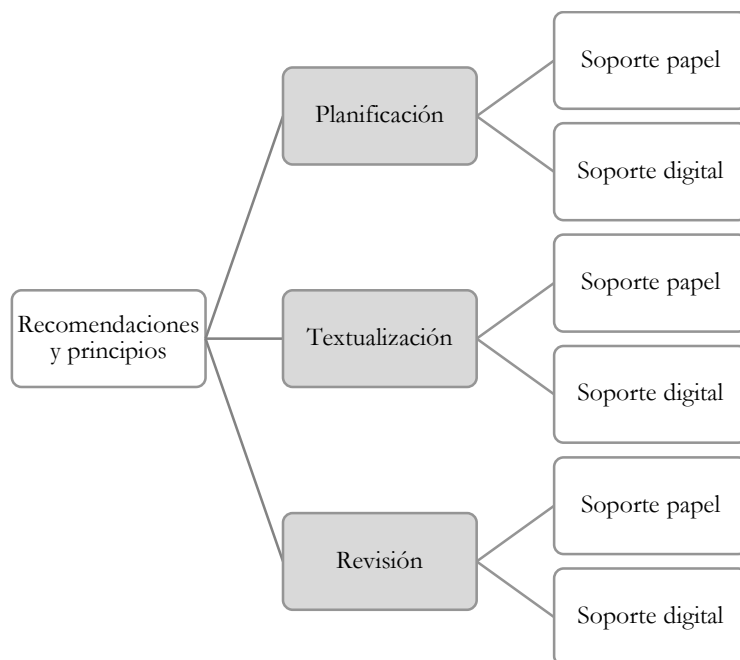 Recomendaciones
y principios
Planificación
Soporte papel
Soporte digital
Textualización
Soporte papel
Soporte digital
Revisión
Soporte papel
Soporte digital